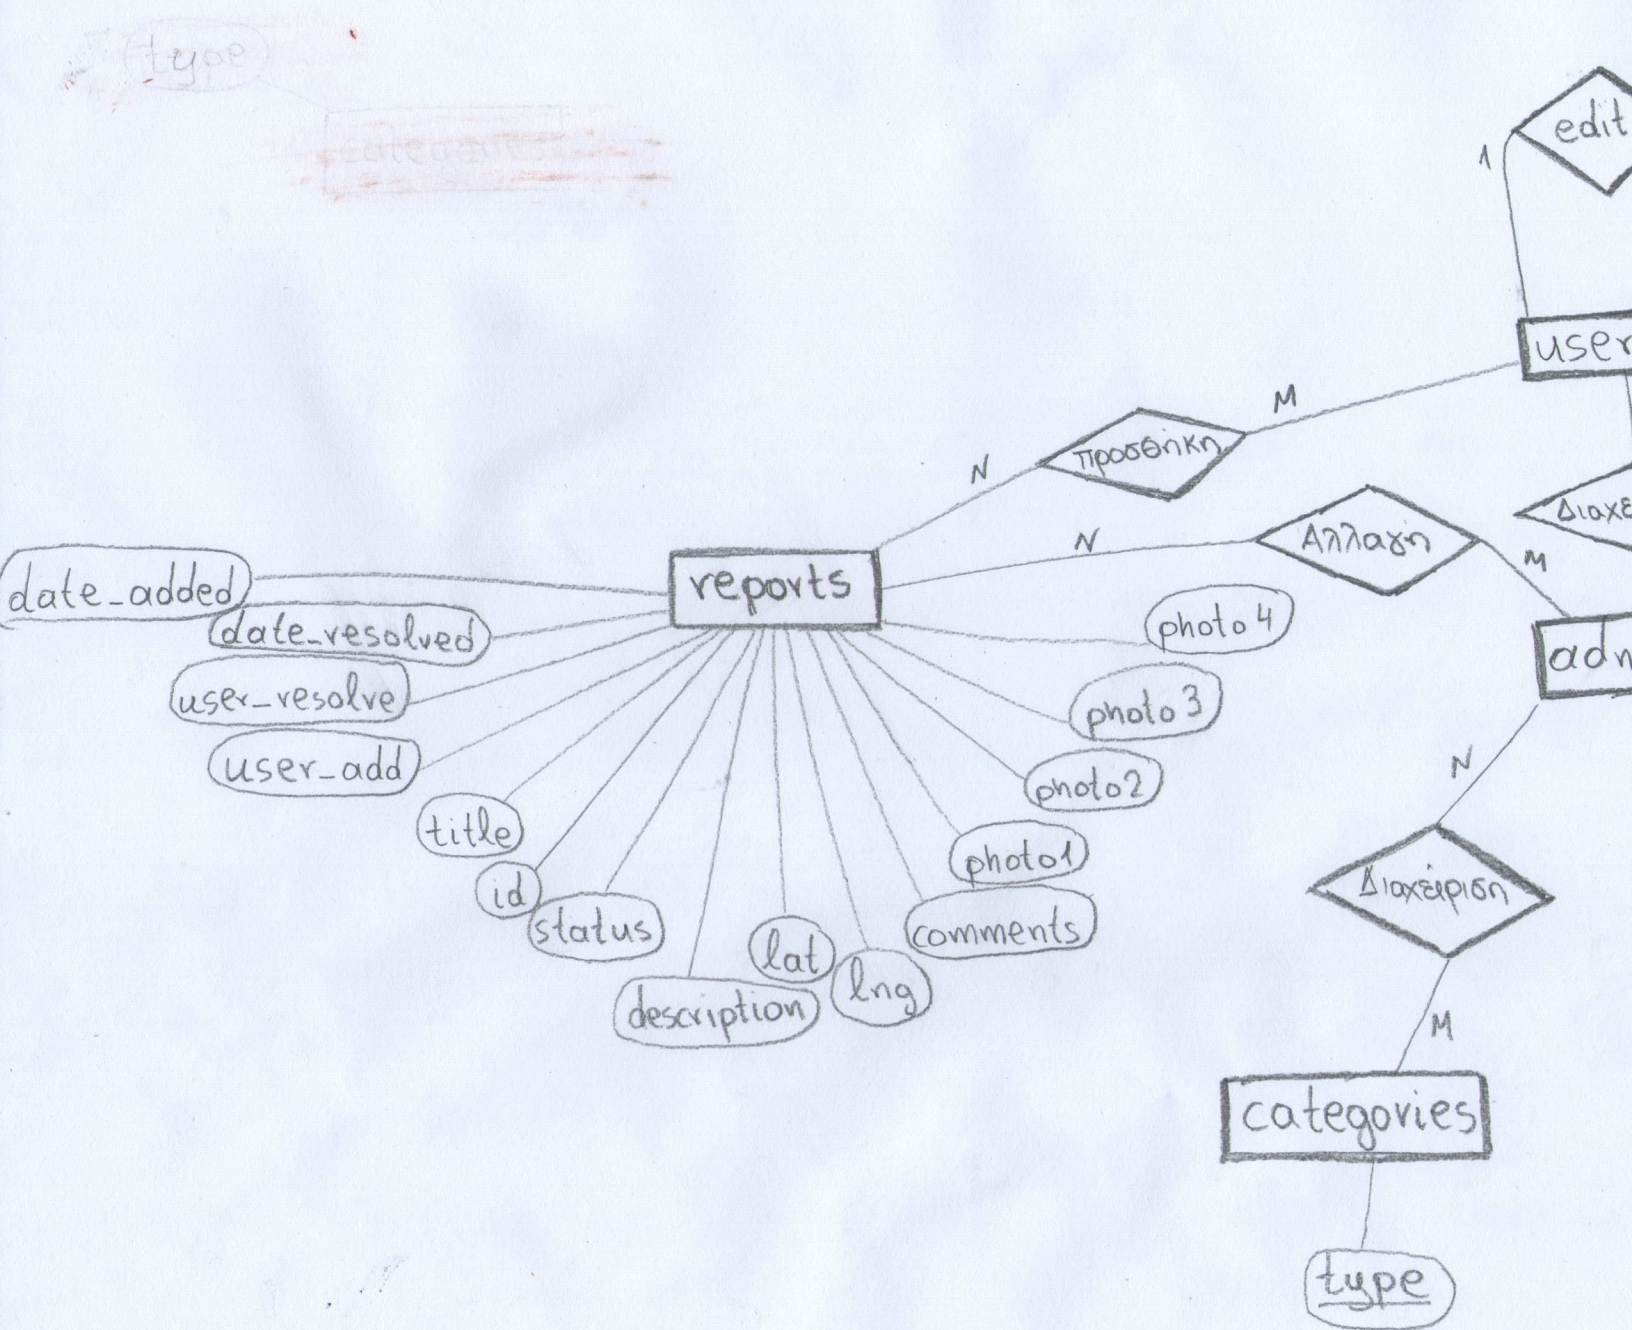 type
categories
edit
1
user
M
προσθήκη
N
Διαχε
Αλλαγή
N
M
reports
date_added
photo 4
date_resolved
adm
user_resolve
photo 3
user_add
N
photo2
title
photo1
id
Διαχείριση
status
comments
lat
lng
description
M
categories
type